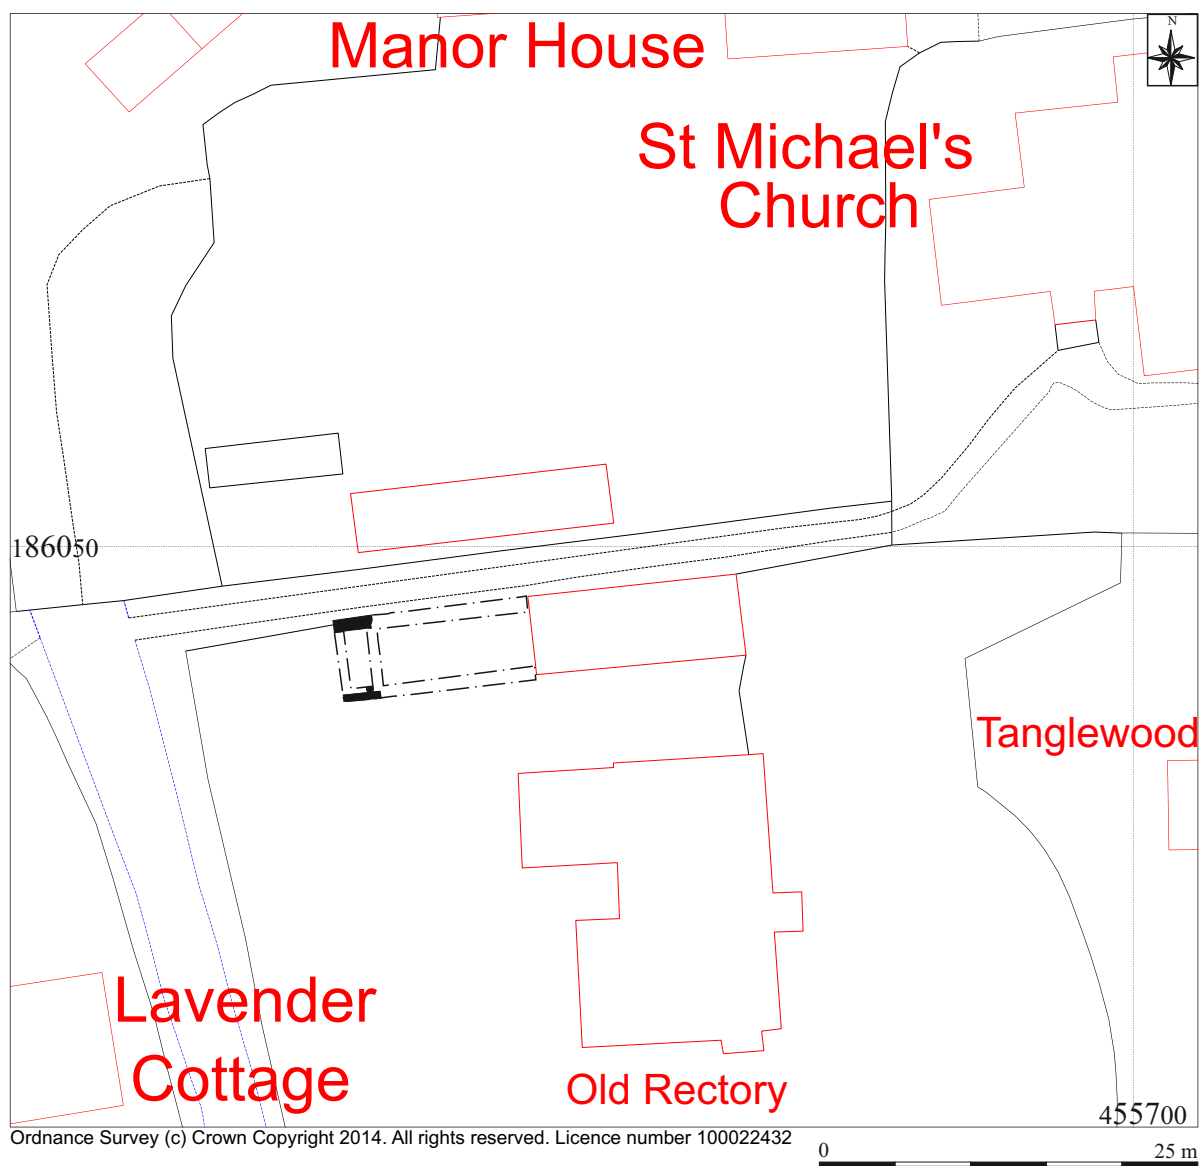 Manor House
N
St Michael's
Church
186050
Tanglewood
Lavender
Cottage
Old Rectory
455700
Ordnance Survey (c) Crown Copyright 2014. All rights reserved. Licence number 100022432
0
25 m